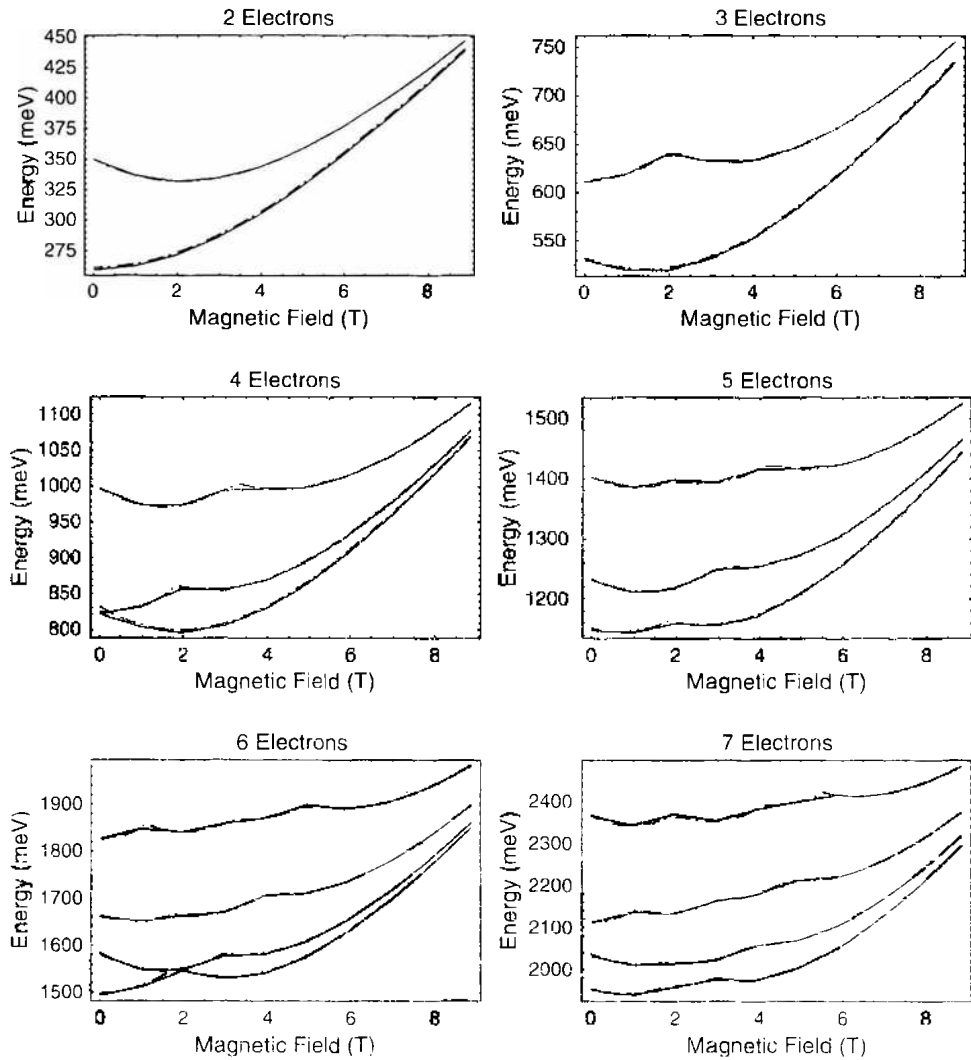 2 Electrons
450
425
400
375
350
325
300
275
Energy (meV)
0 2 4 6 8
Magnetic Field (T)
3 Electrons
750
700
650
600
550
Energy (meV)
0 2 4 6 8
Magnetic Field (T)
4 Electrons
1100
1050
1000
950
900
850
800
Energy (meV)
0 2 4 6 8
Magnetic Field (T)
5 Electrons
1500
1400
1300
1200
Energy (meV)
0 2 4 6 8
Magnetic Field (T)
6 Electrons
1900
1800
1700
1600
1500
Energy (meV)
0 2 4 6 8
Magnetic Field (T)
7 Electrons
2400
2300
2200
2100
2000
Energy (meV)
0 2 4 6 8
Magnetic Field (T)